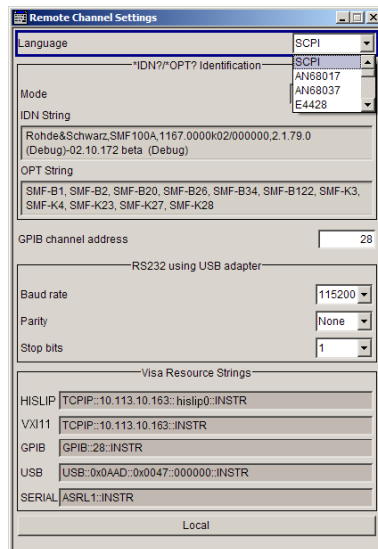 Remote Channel Settings
Language
SCPI
SCPI
AN68017
AN68037
E4428
*IDN?/*OPT? Identification
Mode
IDN String
Rohde&Schwarz,SMF100A,1167.0000k02/000000,2.1.79.0
(Debug)-02.10.172 beta (Debug)
OPT String
SMF-B1, SMF-B2, SMF-B20, SMF-B26, SMF-B34, SMF-B122, SMF-K3,
SMF-K4, SMF-K23, SMF-K27, SMF-K28
GPIB channel address
28
RS232 using USB adapter
Baud rate
115200
Parity
None
Stop bits
1
Visa Resource Strings
HISLIP TCPIP::10.113.10.163::hislip0::INSTR
VXI11 TCPIP::10.113.10.163::INSTR
GPIB GPIB::28::INSTR
USB USB::0x0AAD::0x0047::000000::INSTR
SERIAL ASRL1::INSTR
Local